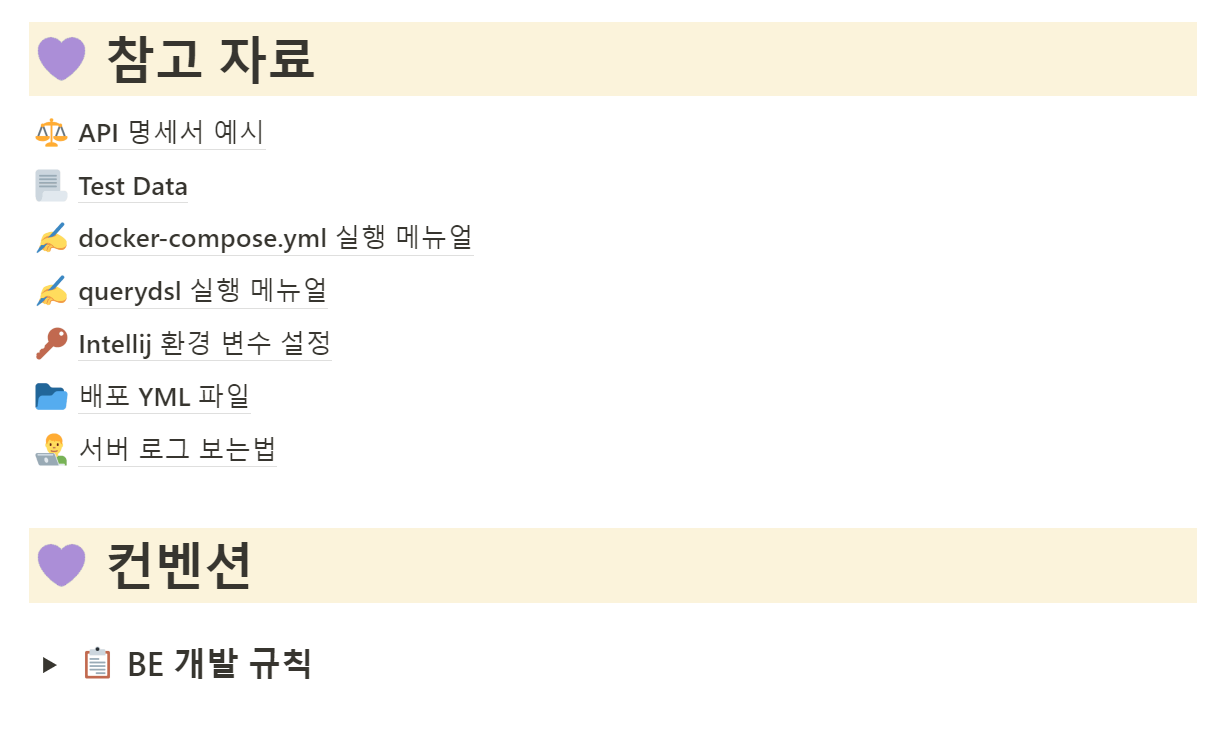 참고 자료
API 명세서 예시
Test Data
docker-compose.yml 실행 메뉴얼
querydsl 실행 메뉴얼
Intellij 환경 변수 설정
배포 YML 파일
서버 로그 보는법
컨벤션
BE 개발 규칙